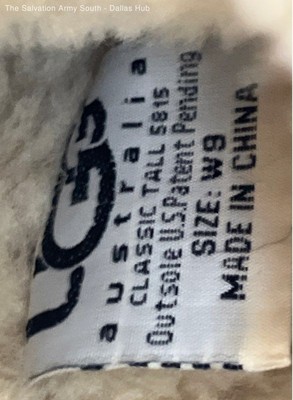 The Salvation Army South - Dallas Hub
UGG
australia
CLASSIC TALL 5815
Outsole U.S.Patent Pending
SIZE: W9
MADE IN CHINA